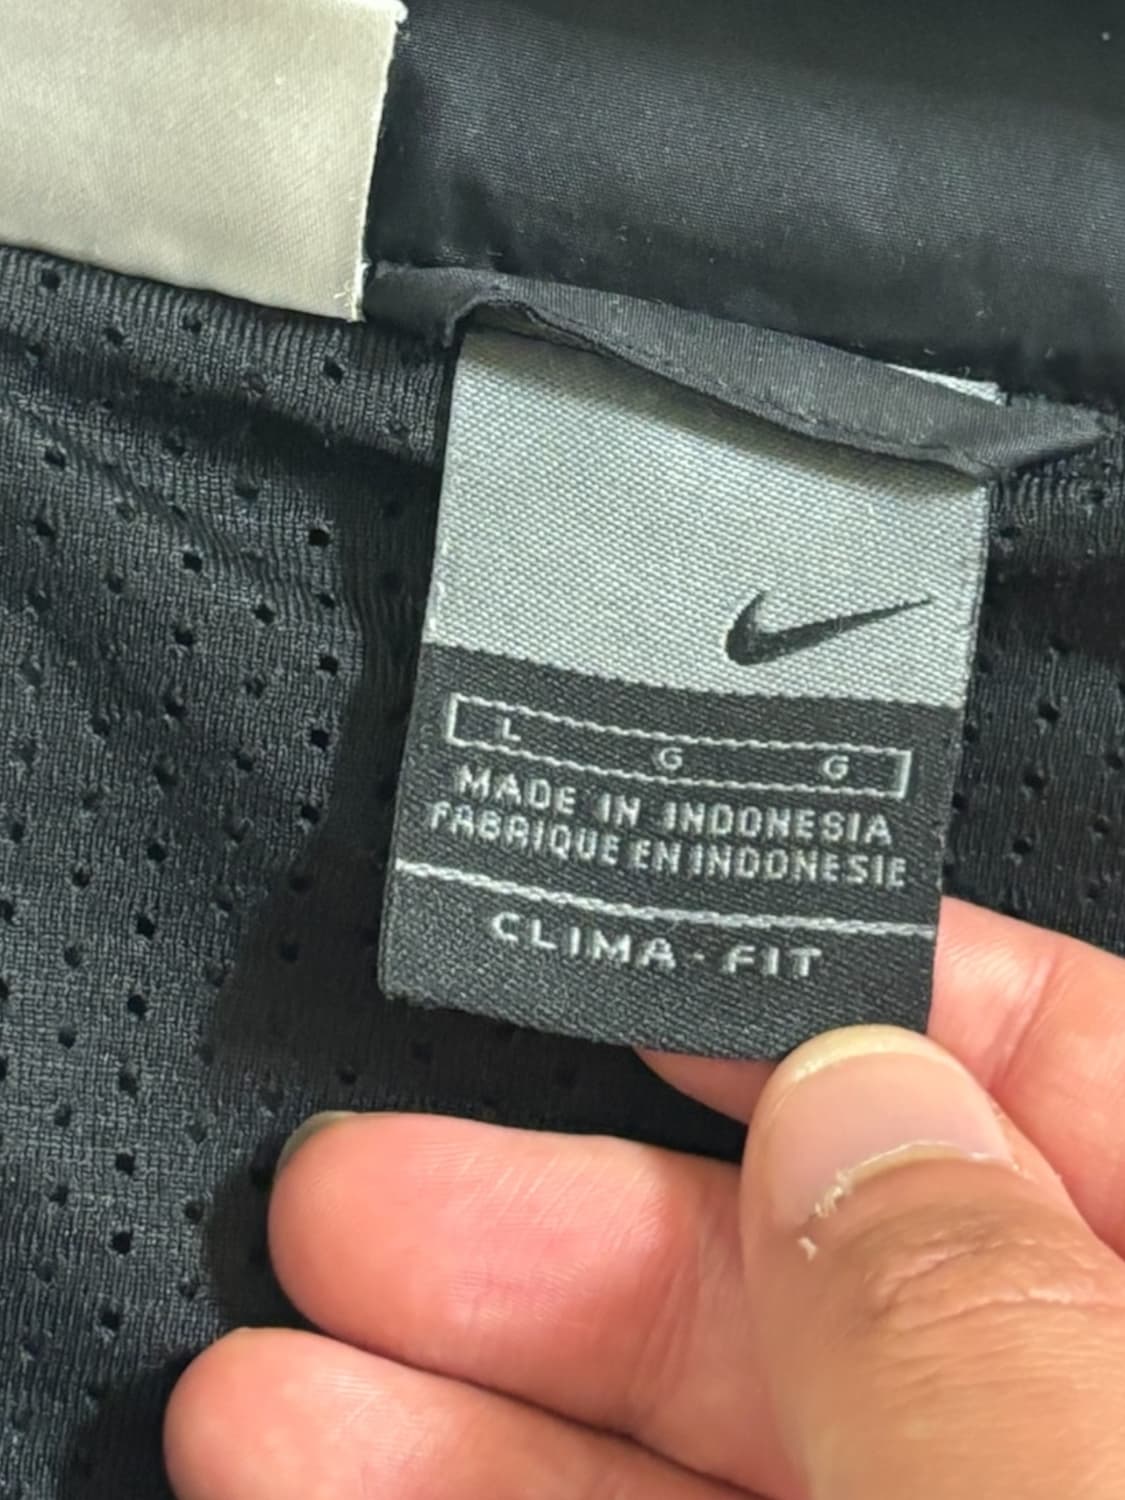 L G G
MADE IN INDONESIA
FABRIQUE EN INDONESIE
CLIMA-FIT